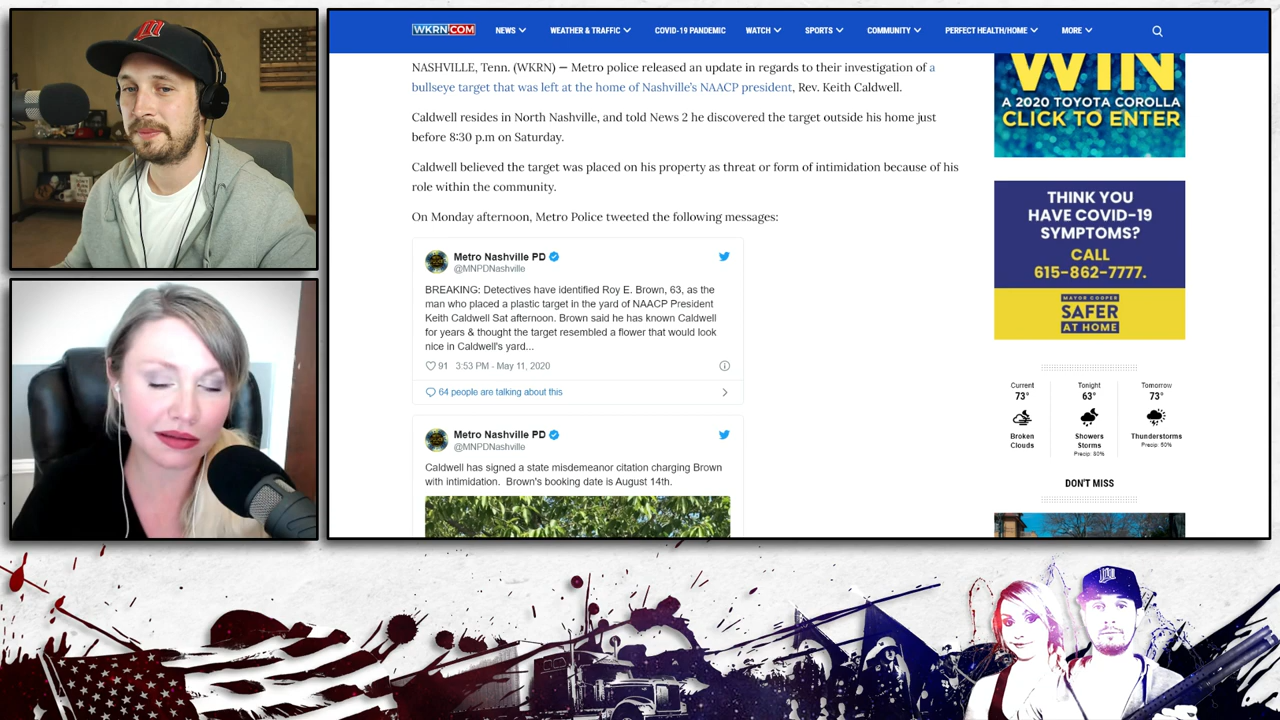 WKRN.COM NEWS WEATHER & TRAFFIC COVID-19 PANDEMIC WATCH SPORTS COMMUNITY PERFECT HEALTH/HOME MORE
NASHVILLE, Tenn. (WKRN) — Metro police released an update in regards to their investigation of a
bullseye target that was left at the home of Nashville's NAACP president, Rev. Keith Caldwell.
Caldwell resides in North Nashville, and told News 2 he discovered the target outside his home just
before 8:30 p.m on Saturday.
Caldwell believed the target was placed on his property as threat or form of intimidation because of his
role within the community.
On Monday afternoon, Metro Police tweeted the following messages:
Metro Nashville PD
@MNPDNashville
BREAKING: Detectives have identified Roy E. Brown, 63, as the
man who placed a plastic target in the yard of NAACP President
Keith Caldwell Sat afternoon. Brown said he has known Caldwell
for years & thought the target resembled a flower that would look
nice in Caldwell's yard...
91 3:53 PM - May 11, 2020
64 people are talking about this
Metro Nashville PD
@MNPDNashville
Caldwell has signed a state misdemeanor citation charging Brown
with intimidation. Brown's booking date is August 14th.
WIN
A 2020 TOYOTA COROLLA
CLICK TO ENTER
THINK YOU
HAVE COVID-19
SYMPTOMS?
CALL
615-862-7777.
MAYOR COOPER
SAFER
AT HOME
Current Tonight Tomorrow
73° 63° 73°
Broken Showers Thunderstorms
Clouds Storms Precip: 50%
Precip: 50%
DON'T MISS